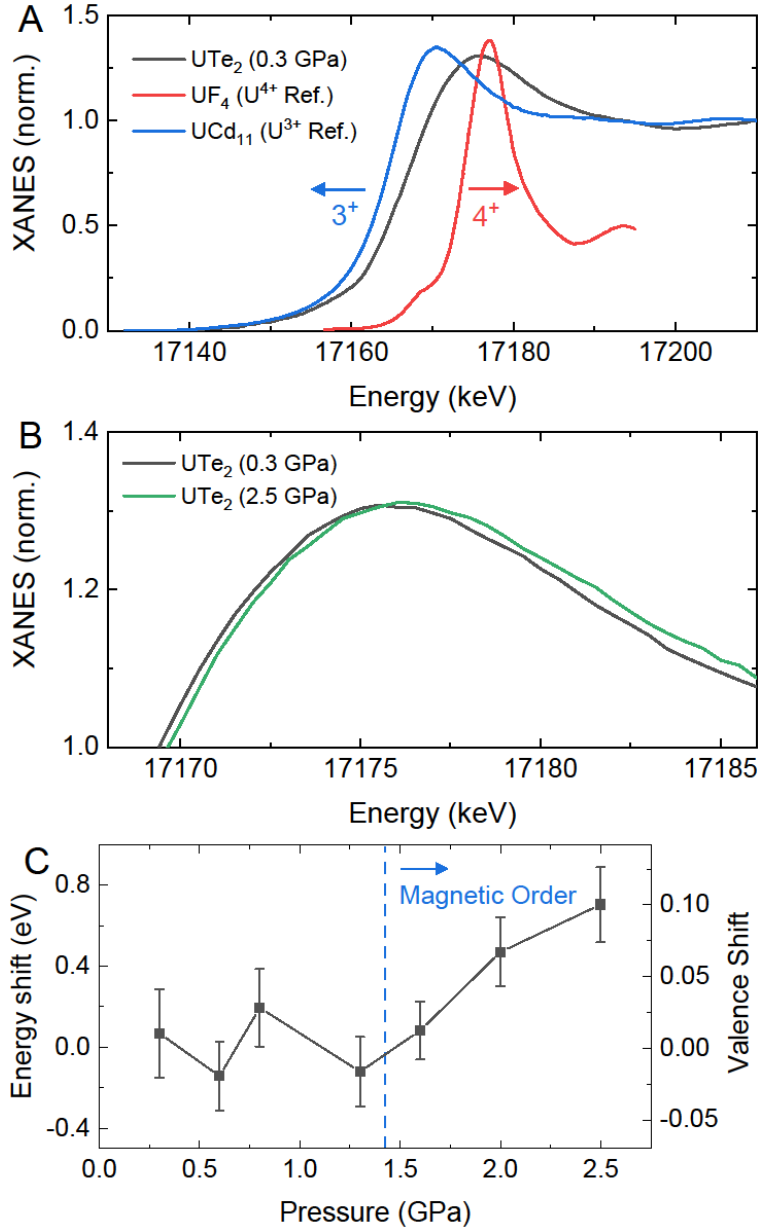 A
UTe₂ (0.3 GPa)
UF₄ (U⁴⁺ Ref.)
UCd₁₁ (U³⁺ Ref.)
3⁺
4⁺
XANES (norm.)
1.5
1.0
0.5
0.0
17140 17160 17180 17200
Energy (keV)
B
UTe₂ (0.3 GPa)
UTe₂ (2.5 GPa)
XANES (norm.)
1.4
1.2
1.0
17170 17175 17180 17185
Energy (keV)
C
Magnetic Order
Energy shift (eV)
0.8
0.4
0.0
-0.4
Valence Shift
0.10
0.05
0.00
-0.05
0.0 0.5 1.0 1.5 2.0 2.5
Pressure (GPa)